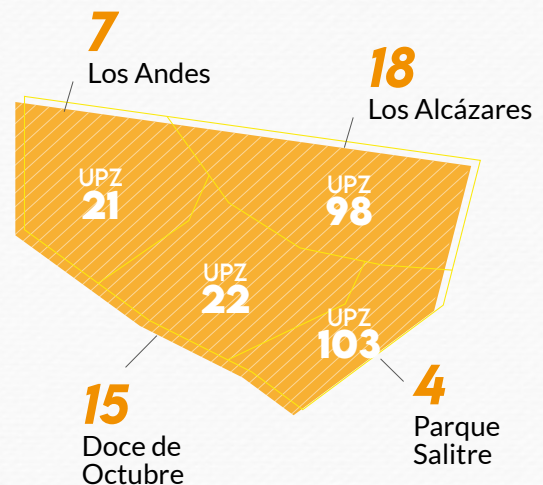 7
Los Andes
18
Los Alcázares
UPZ
21
UPZ
98
UPZ
22
UPZ
103
15
Doce de
Octubre
4
Parque
Salitre